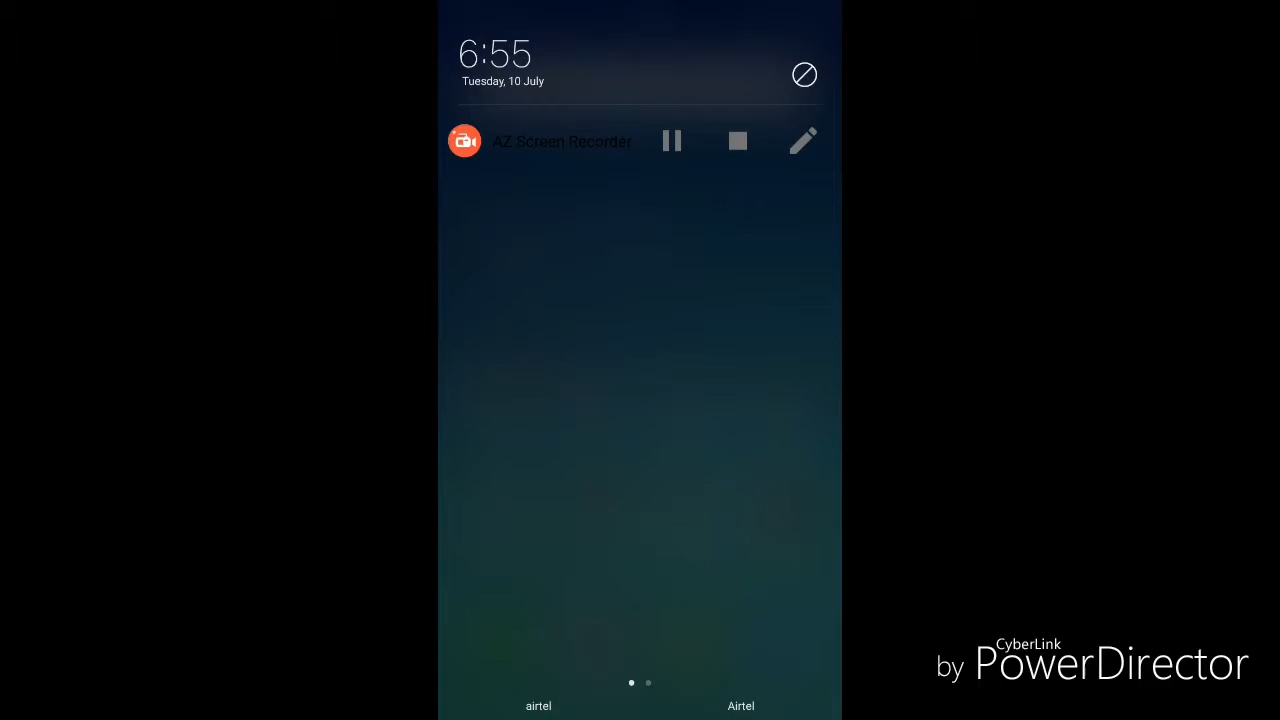 6:55
Tuesday, 10 July
AZ Screen Recorder
airtel
Airtel
CyberLink
by PowerDirector